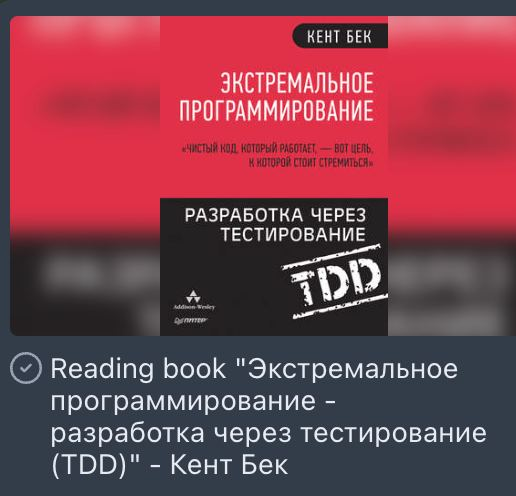 КЕНТ БЕК
ЭКСТРЕМАЛЬНОЕ
ПРОГРАММИРОВАНИЕ
«ЧИСТЫЙ КОД, КОТОРЫЙ РАБОТАЕТ, — ВОТ ЦЕЛЬ,
К КОТОРОЙ СТОИТ СТРЕМИТЬСЯ»
РАЗРАБОТКА ЧЕРЕЗ
ТЕСТИРОВАНИЕ
TDD
Addison-Wesley
ПИТЕР
Reading book "Экстремальное
программирование -
разработка через тестирование
(TDD)" - Кент Бек